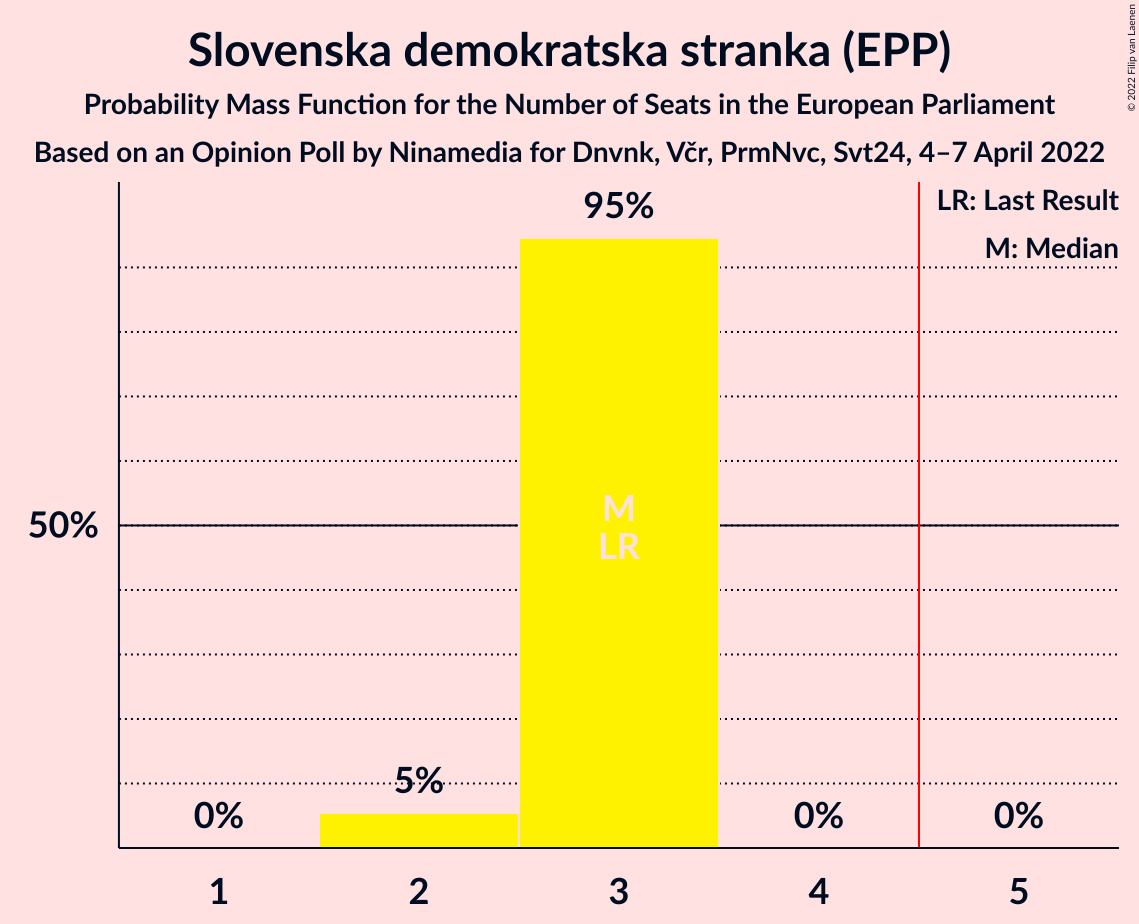 Slovenska demokratska stranka (EPP)
Probability Mass Function for the Number of Seats in the European Parliament
Based on an Opinion Poll by Ninamedia for Dnvnk, Včr, PrmNvc, Svt24, 4–7 April 2022
© 2022 Filip van Laenen
LR: Last Result
M: Median
95%
50%
M
LR
5%
0%
0%
0%
1
2
3
4
5